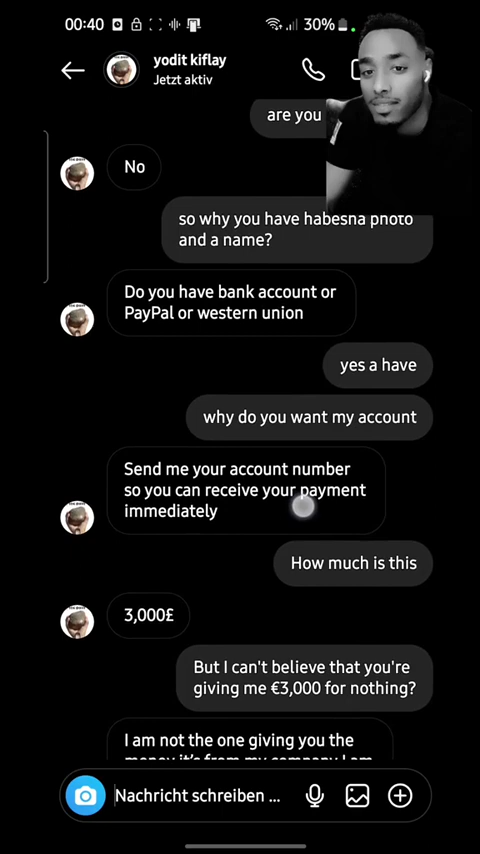 00:40
30%
yodit kiflay
Jetzt aktiv
are you
No
so why you have habesha photo
and a name?
Do you have bank account or
PayPal or western union
yes a have
why do you want my account
Send me your account number
so you can receive your payment
immediately
How much is this
3,000£
But I can't believe that you're
giving me €3,000 for nothing?
I am not the one giving you the
money it's from my company I am
Nachricht schreiben ...